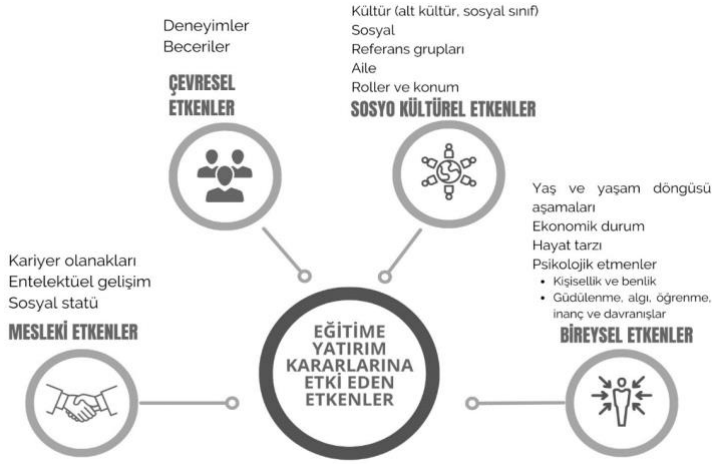 Deneyimler
Beceriler
ÇEVRESEL
ETKENLER
Kültür (alt kültür, sosyal sınıf)
Sosyal
Referans grupları
Aile
Roller ve konum
SOSYO KÜLTÜREL ETKENLER
Yaş ve yaşam döngüsü
aşamaları
Ekonomik durum
Hayat tarzı
Psikolojik etmenler
• Kişisellik ve benlik
• Güdülenme, algı, öğrenme,
inanç ve davranışlar
BİREYSEL ETKENLER
Kariyer olanakları
Entelektüel gelişim
Sosyal statü
MESLEKİ ETKENLER
EĞİTİME
YATIRIM
KARARLARINA
ETKİ EDEN
ETKENLER